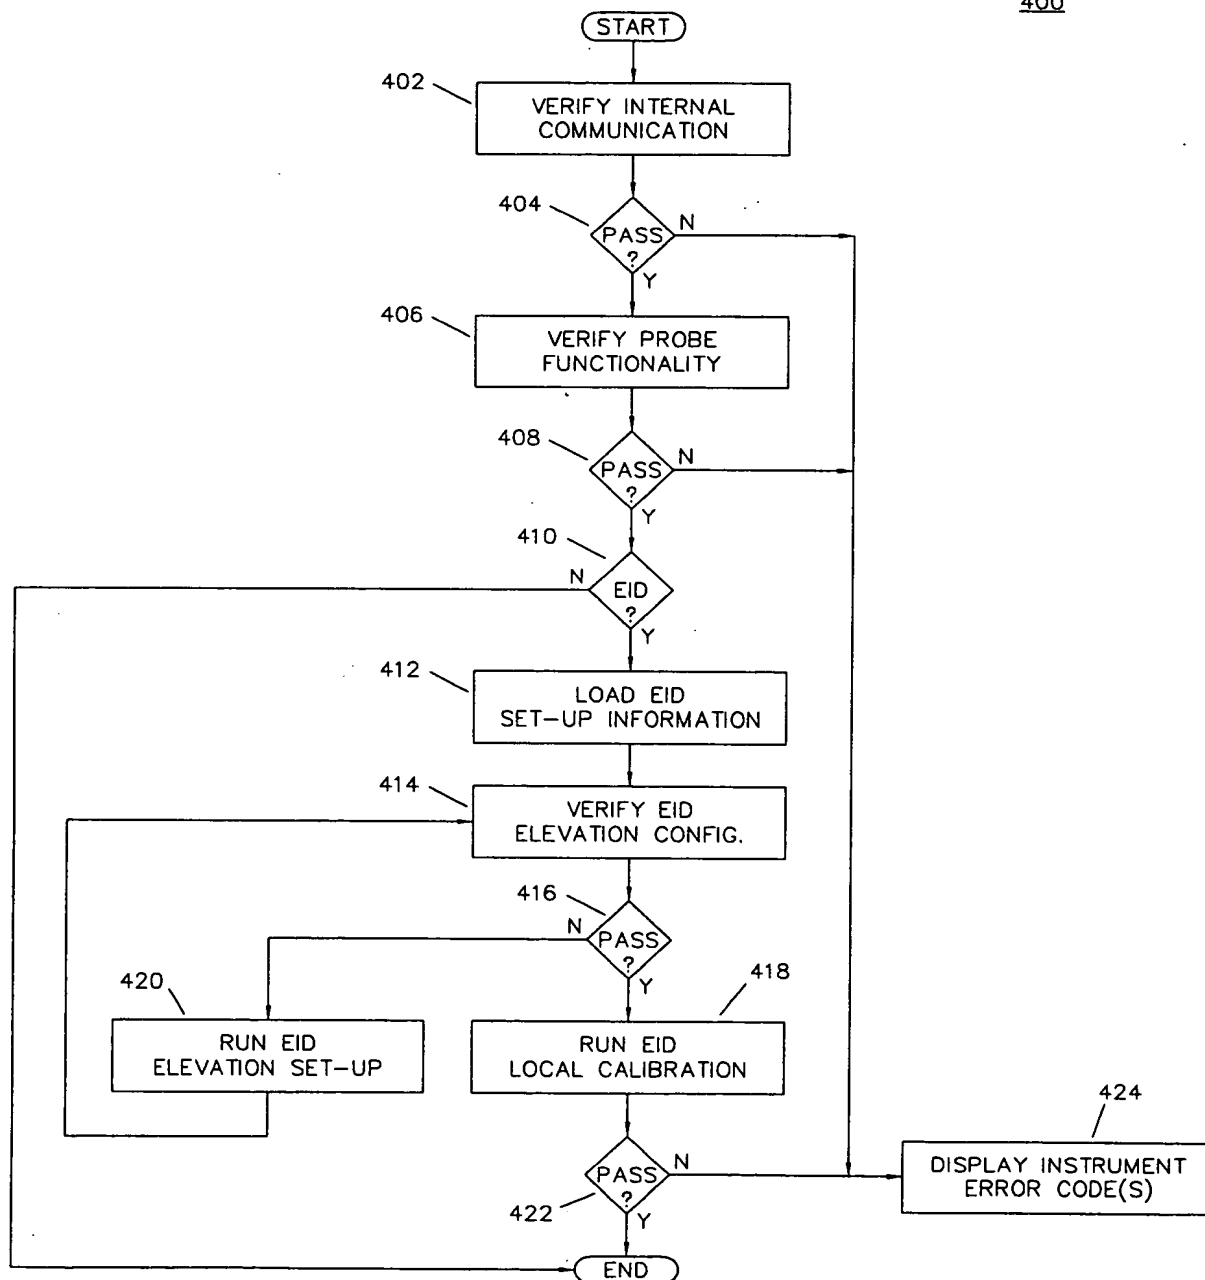 400
START
402
VERIFY INTERNAL
COMMUNICATION
404
PASS
?
N
Y
406
VERIFY PROBE
FUNCTIONALITY
408
PASS
?
N
Y
410
N
EID
?
Y
412
LOAD EID
SET-UP INFORMATION
414
VERIFY EID
ELEVATION CONFIG.
416
N
PASS
?
Y
420
RUN EID
ELEVATION SET-UP
418
RUN EID
LOCAL CALIBRATION
422
PASS
?
N
Y
424
DISPLAY INSTRUMENT
ERROR CODE(S)
END